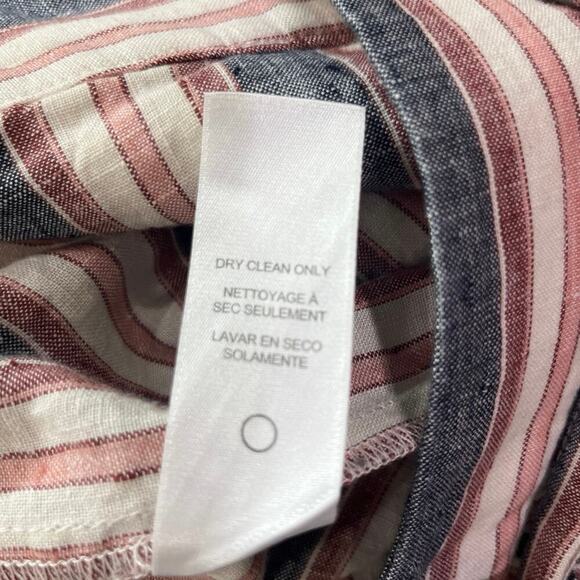 DRY CLEAN ONLY
NETTOYAGE À
SEC SEULEMENT
LAVAR EN SECO
SOLAMENTE